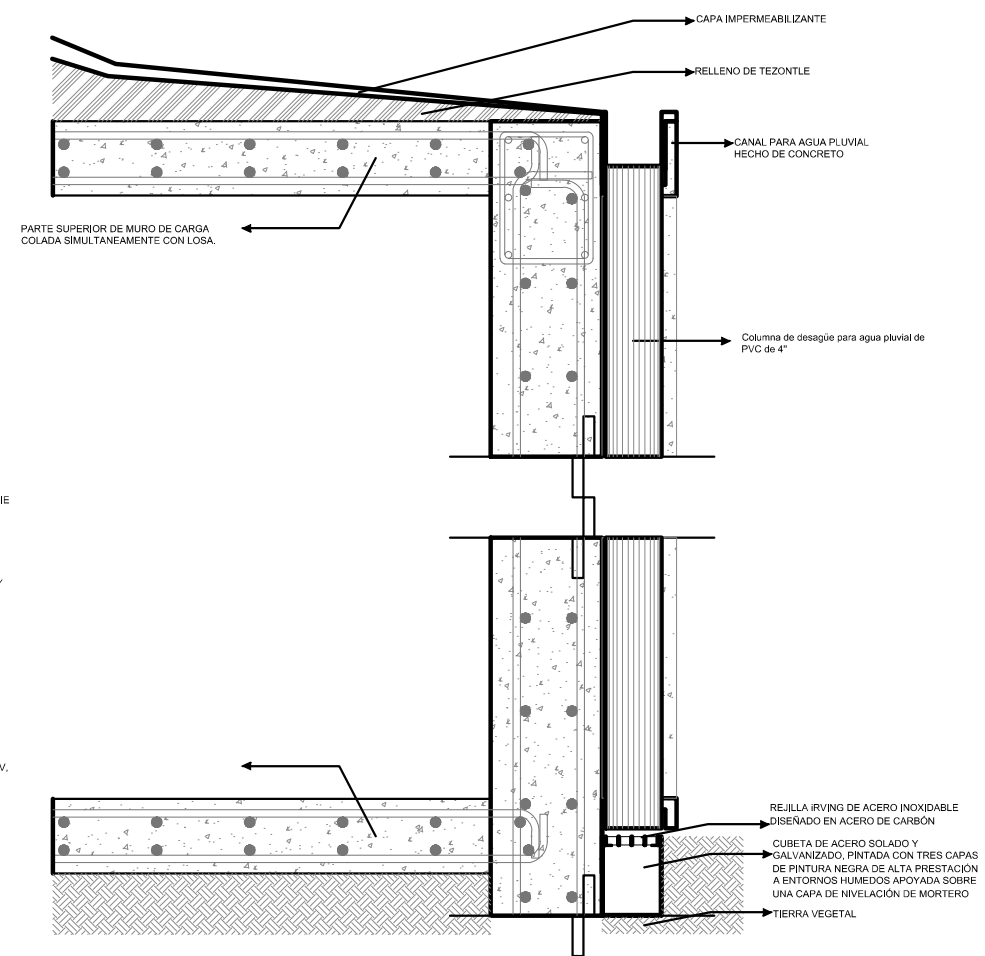 CAPA IMPERMEABILIZANTE
RELLENO DE TEZONTLE
CANAL PARA AGUA PLUVIAL
HECHO DE CONCRETO
PARTE SUPERIOR DE MURO DE CARGA
COLADA SIMULTANEAMENTE CON LOSA.
Columna de desagüe para agua pluvial de
PVC de 4"
IE
Y
V,
REJILLA iRVING DE ACERO INOXIDABLE
DISEÑADO EN ACERO DE CARBÓN
CUBETA DE ACERO SOLADO Y
GALVANIZADO, PINTADA CON TRES CAPAS
DE PINTURA NEGRA DE ALTA PRESTACIÓN
A ENTORNOS HUMEDOS APOYADA SOBRE
UNA CAPA DE NIVELACIÓN DE MORTERO
TIERRA VEGETAL